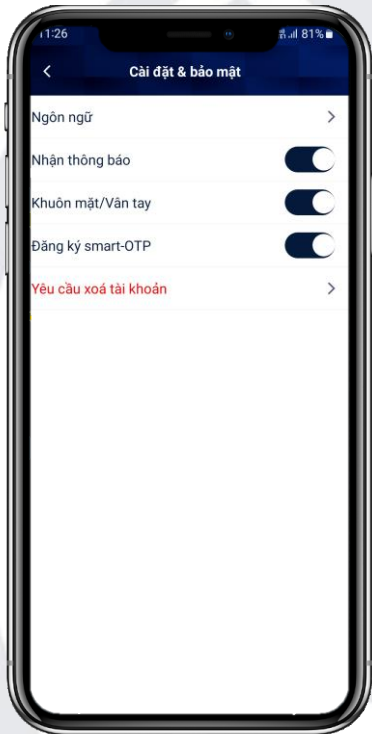 11:26
81%
Cài đặt & bảo mật
Ngôn ngữ
Nhận thông báo
Khuôn mặt/Vân tay
Đăng ký smart-OTP
Yêu cầu xoá tài khoản